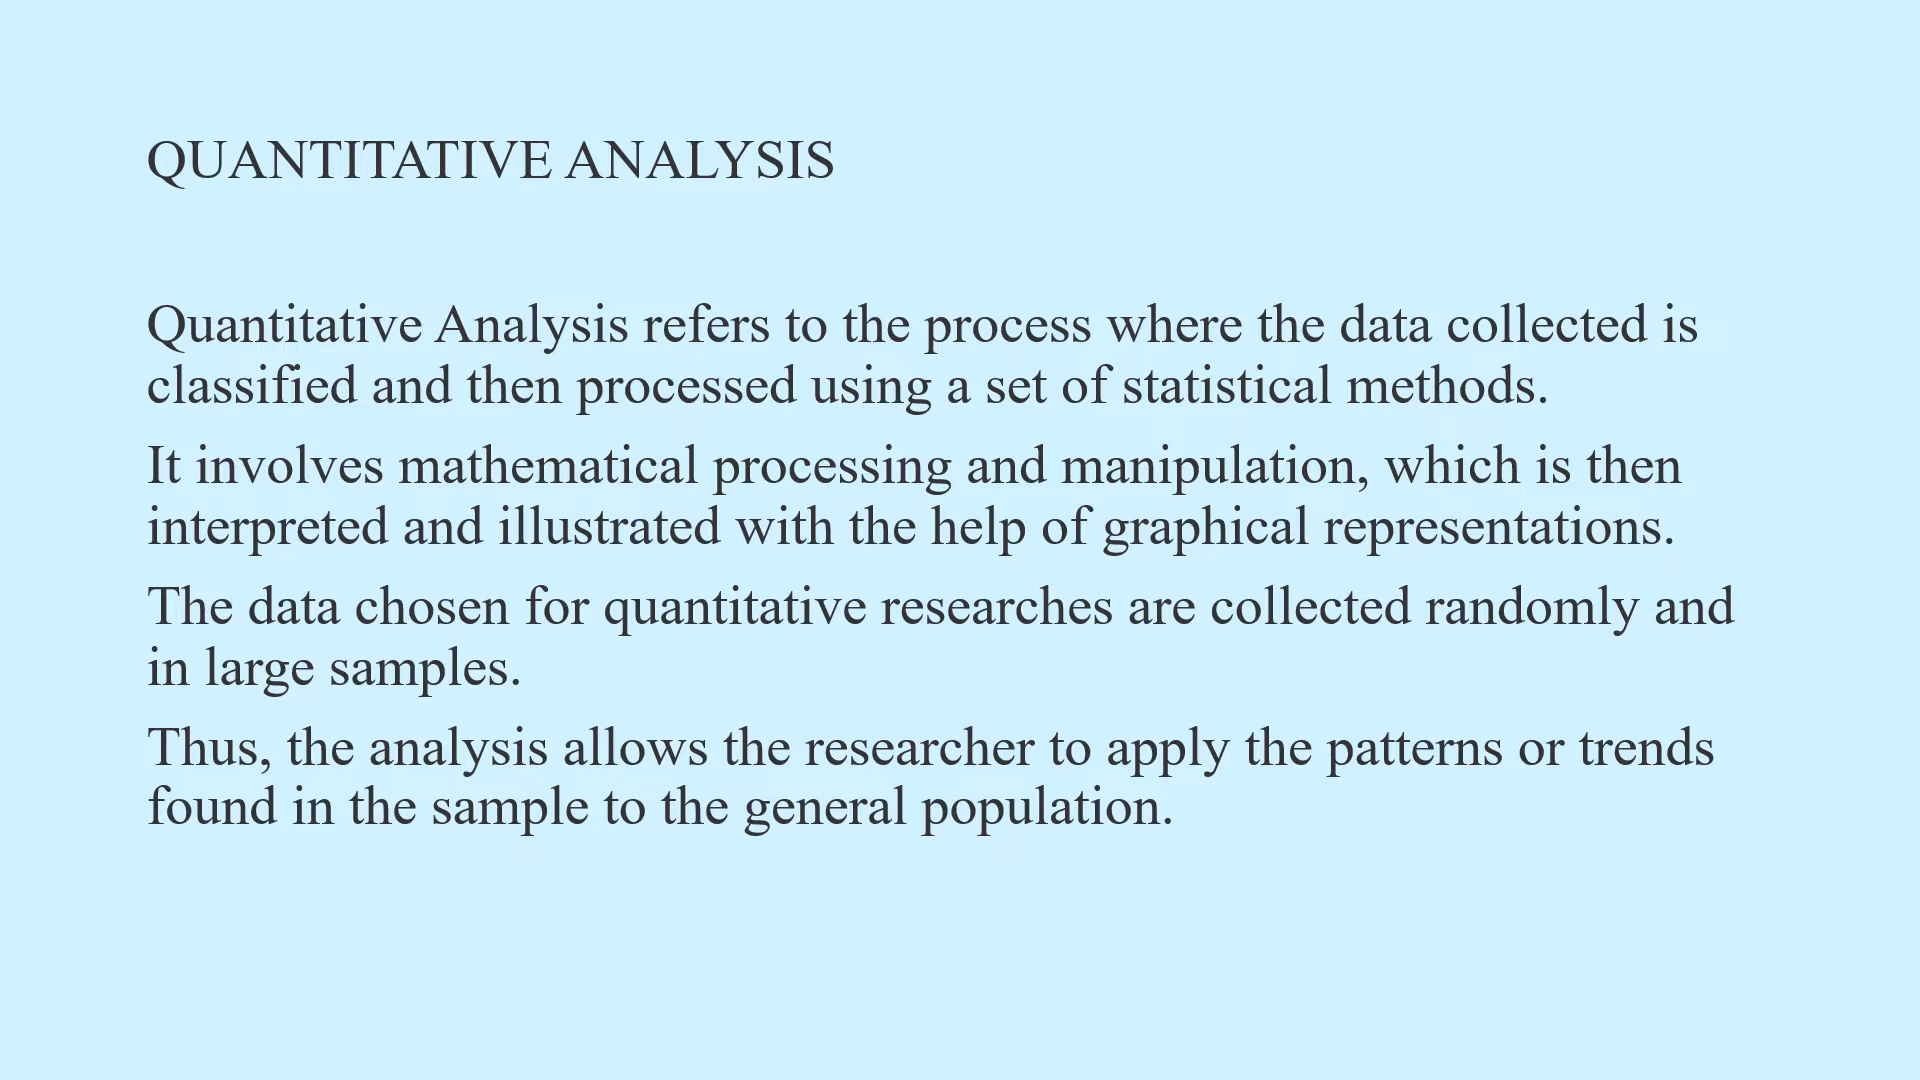 QUANTITATIVE ANALYSIS
Quantitative Analysis refers to the process where the data collected is
classified and then processed using a set of statistical methods.
It involves mathematical processing and manipulation, which is then
interpreted and illustrated with the help of graphical representations.
The data chosen for quantitative researches are collected randomly and
in large samples.
Thus, the analysis allows the researcher to apply the patterns or trends
found in the sample to the general population.